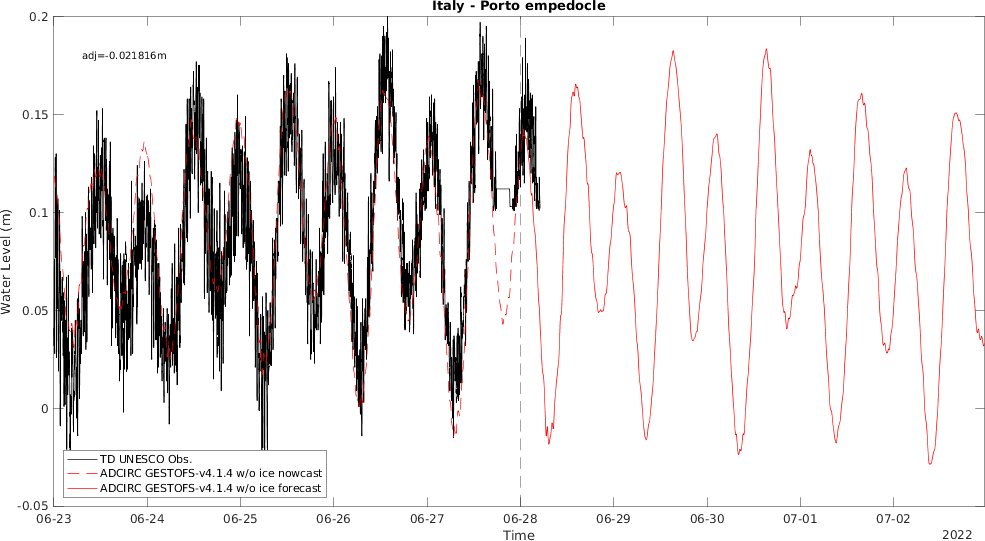 Italy - Porto empedocle
adj=-0.021816m
Water Level (m)
0.2
0.15
0.1
0.05
0
-0.05
TD UNESCO Obs.
ADCIRC GESTOFS-v4.1.4 w/o ice nowcast
ADCIRC GESTOFS-v4.1.4 w/o ice forecast
06-23 06-24 06-25 06-26 06-27 06-28 06-29 06-30 07-01 07-02
Time
2022